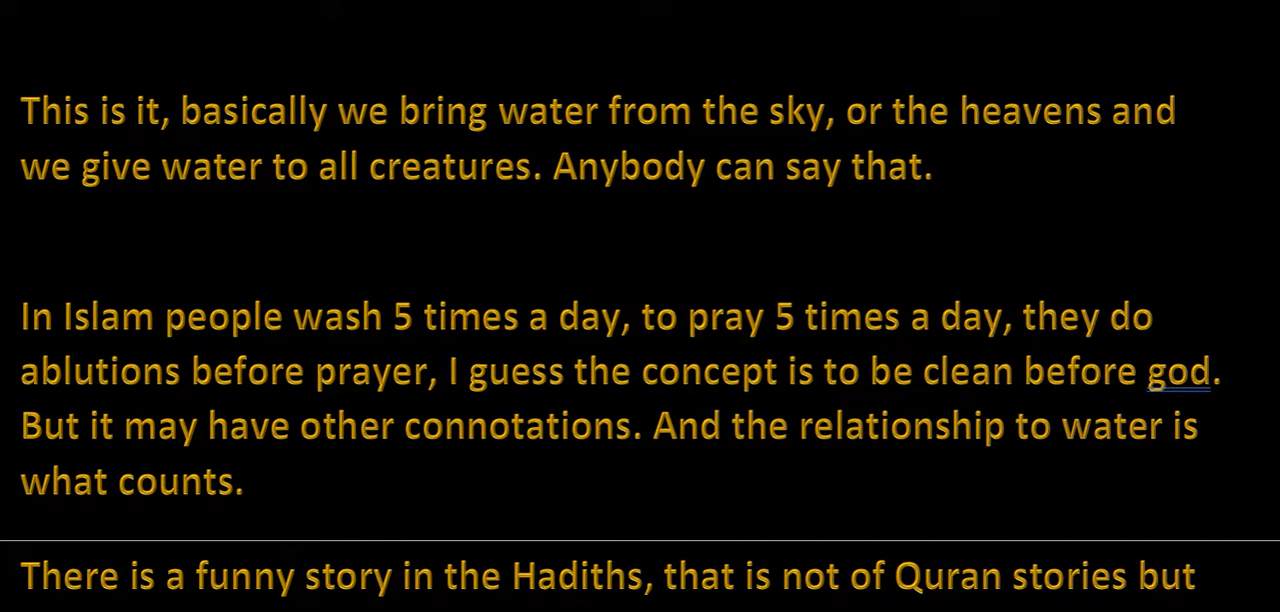 This is it, basically we bring water from the sky, or the heavens and
we give water to all creatures. Anybody can say that.
In Islam people wash 5 times a day, to pray 5 times a day, they do
ablutions before prayer, I guess the concept is to be clean before god.
But it may have other connotations. And the relationship to water is
what counts.
There is a funny story in the Hadiths, that is not of Quran stories but